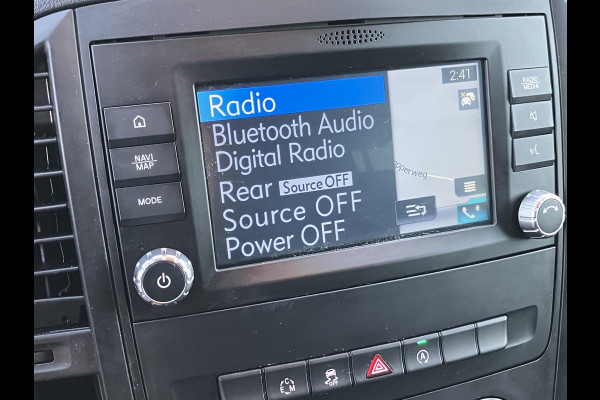 2:41
RADIO
MEDIA
Radio
Bluetooth Audio
Digital Radio
Rear Source OFF
Source OFF
Power OFF
NAVI
MAP
MODE
C
E M
OFF
A